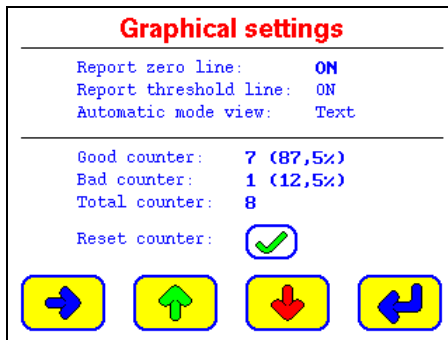 Graphical settings
Report zero line: ON
Report threshold line: ON
Automatic mode view: Text
Good counter: 7 (87,5%)
Bad counter: 1 (12,5%)
Total counter: 8
Reset counter: